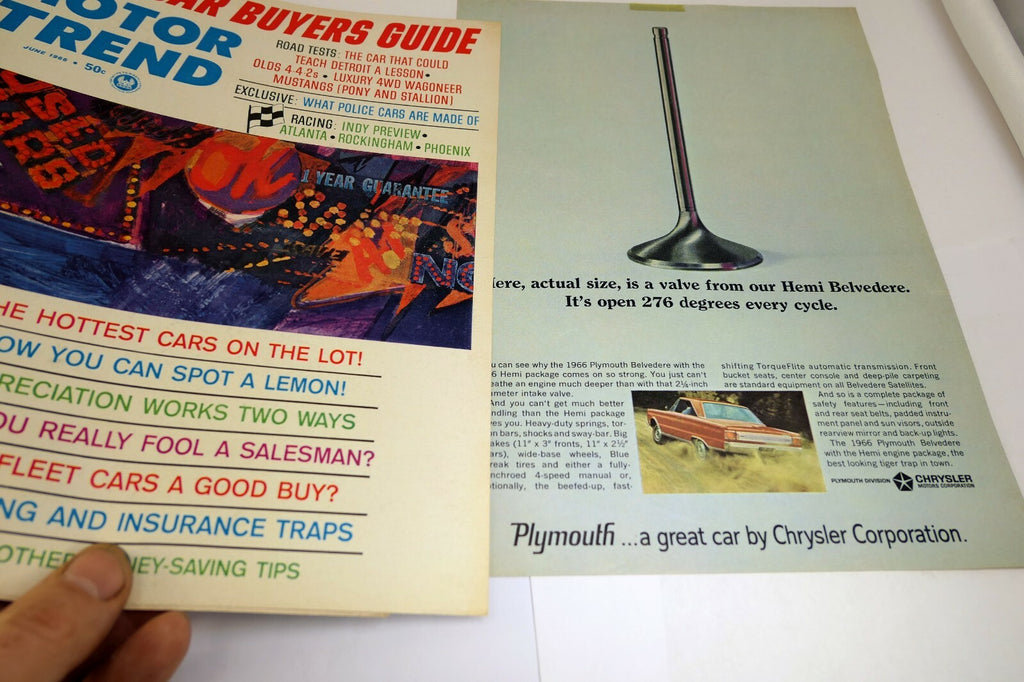 CAR BUYERS GUIDE
MOTOR
TREND
JUNE 1966 • 50c
ROAD TESTS: THE CAR THAT COULD
TEACH DETROIT A LESSON •
OLDS 4-4-2s • LUXURY 4WD WAGONEER
MUSTANGS (PONY AND STALLION)
EXCLUSIVE: WHAT POLICE CARS ARE MADE OF
RACING: INDY PREVIEW •
ATLANTA • ROCKINGHAM • PHOENIX
USED
CARS
OK
1 YEAR GUARANTEE
HE HOTTEST CARS ON THE LOT!
OW YOU CAN SPOT A LEMON!
RECIATION WORKS TWO WAYS
OU REALLY FOOL A SALESMAN?
FLEET CARS A GOOD BUY?
NG AND INSURANCE TRAPS
OTHER NEY-SAVING TIPS
ere, actual size, is a valve from our Hemi Belvedere.
It's open 276 degrees every cycle.
u can see why the 1966 Plymouth Belvedere with the
6 Hemi package comes on so strong. You just can't
eathe an engine much deeper than with that 2¼-inch
meter intake valve.
And you can't get much better
ndling than the Hemi package
w. Heavy-duty springs, tor-
n bars, shocks and sway-bar. Big
akes (11" x 3" fronts, 11" x 2½"
ars), wide-base wheels, Blue
reak tires and either a fully-
nchroed 4-speed manual or,
tionally, the beefed-up, fast-
shifting TorqueFlite automatic transmission. Front
bucket seats, center console and deep-pile carpeting
are standard equipment on all Belvedere Satellites.
And so is a complete package of
safety features—including front
and rear seat belts, padded instru-
ment panel and sun visors, outside
rearview mirror and back-up lights.
The 1966 Plymouth Belvedere
with the Hemi engine package, the
best looking tiger trap in town.
PLYMOUTH DIVISION CHRYSLER
MOTORS CORPORATION
Plymouth ...a great car by Chrysler Corporation.